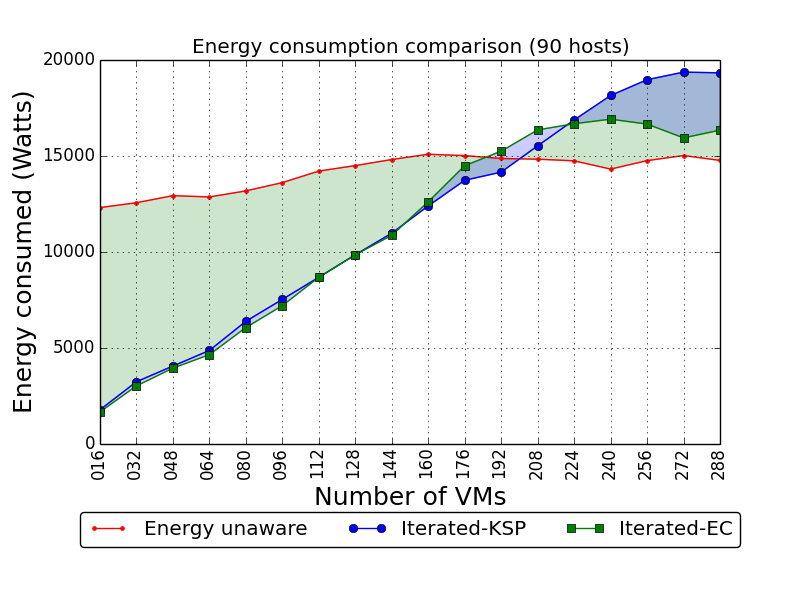 Energy consumption comparison (90 hosts)
Energy consumed (Watts)
20000
15000
10000
5000
0
016 032 048 064 080 096 112 128 144 160 176 192 208 224 240 256 272 288
Number of VMs
Energy unaware Iterated-KSP Iterated-EC